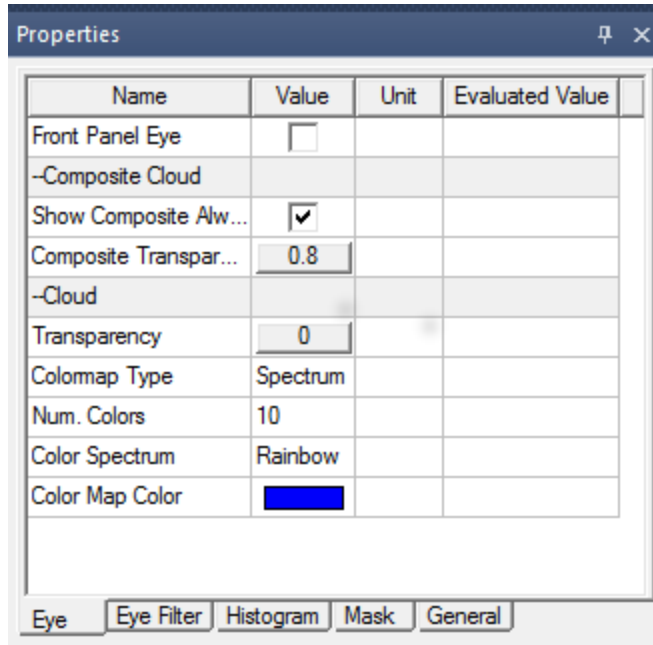 Properties
Name Value Unit Evaluated Value
Front Panel Eye
--Composite Cloud
Show Composite Alw...
Composite Transpar... 0.8
--Cloud
Transparency 0
Colormap Type Spectrum
Num. Colors 10
Color Spectrum Rainbow
Color Map Color
Eye Eye Filter Histogram Mask General